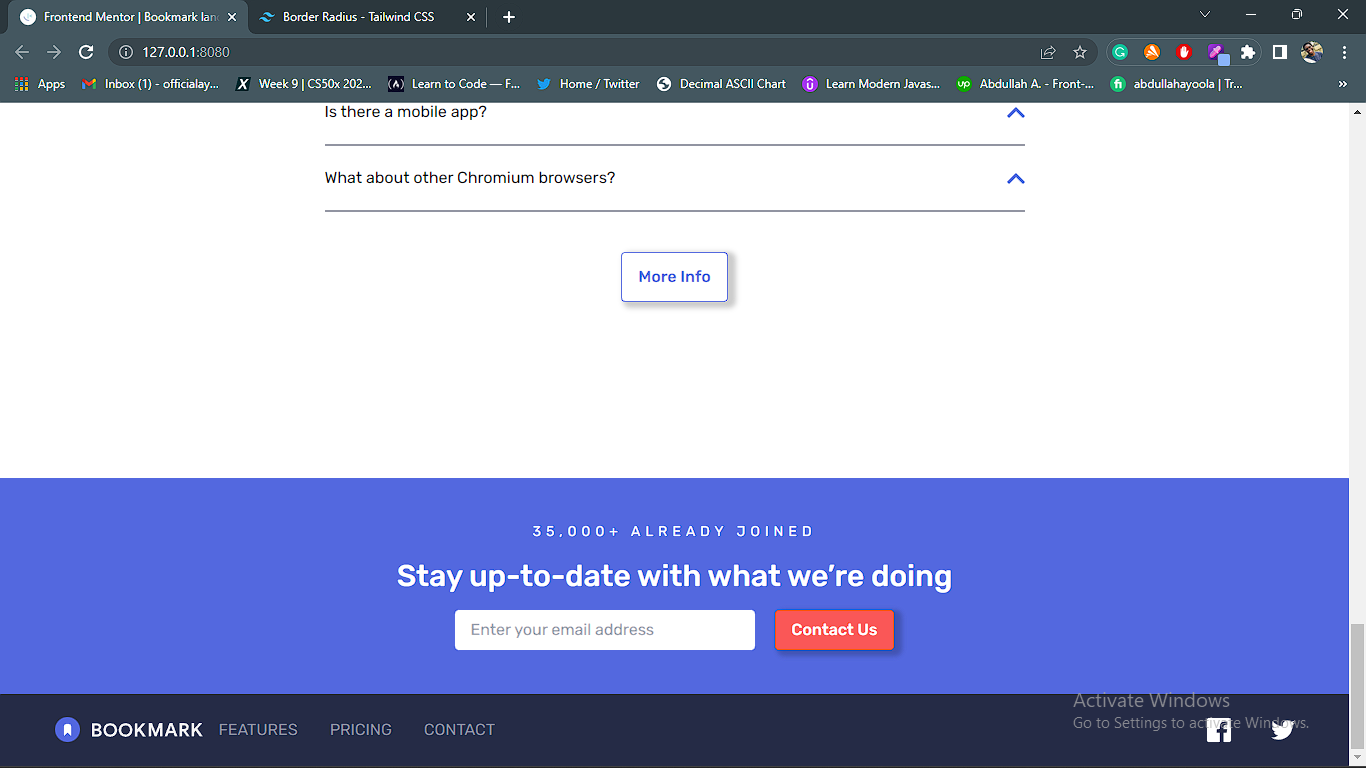 Frontend Mentor | Bookmark lan
Border Radius - Tailwind CSS
127.0.0.1:8080
Apps
Inbox (1) - officialay...
Week 9 | CS50x 202...
Learn to Code — F...
Home / Twitter
Decimal ASCII Chart
Learn Modern Javas...
Abdullah A. - Front-...
abdullahayoola | Tr...
Is there a mobile app?
What about other Chromium browsers?
More Info
35,000+ ALREADY JOINED
Stay up-to-date with what we’re doing
Enter your email address
Contact Us
BOOKMARK
FEATURES
PRICING
CONTACT
Activate Windows
Go to Settings to activate Windows.